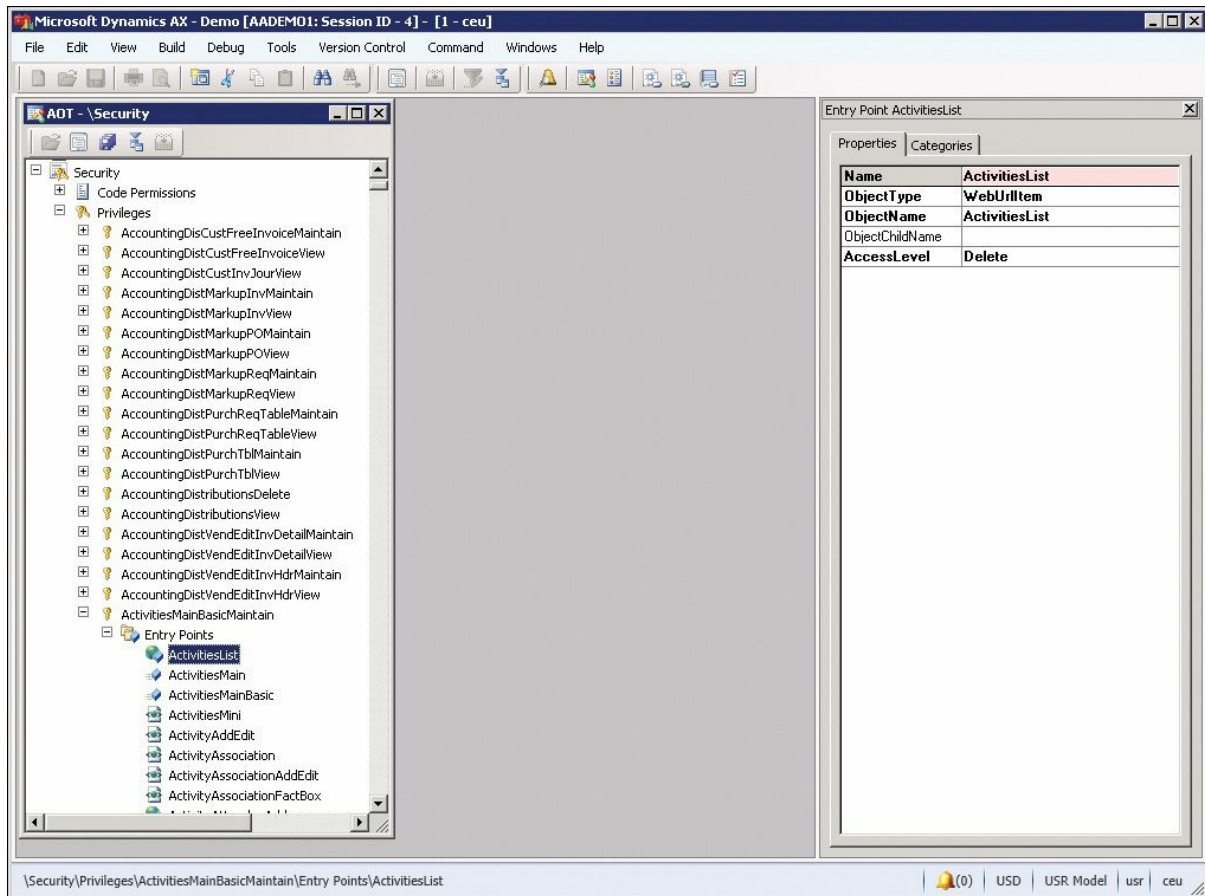 Microsoft Dynamics AX - Demo [AADEMO1: Session ID - 4] - [1 - ceu]
File Edit View Build Debug Tools Version Control Command Windows Help
AOT - \Security
Security
Code Permissions
Privileges
AccountingDisCustFreeInvoiceMaintain
AccountingDistCustFreeInvoiceView
AccountingDistCustInvJourView
AccountingDistMarkupInvMaintain
AccountingDistMarkupInvView
AccountingDistMarkupPOMaintain
AccountingDistMarkupPOView
AccountingDistMarkupReqMaintain
AccountingDistMarkupReqView
AccountingDistPurchReqTableMaintain
AccountingDistPurchReqTableView
AccountingDistPurchTblMaintain
AccountingDistPurchTblView
AccountingDistributionsDelete
AccountingDistributionsView
AccountingDistVendEditInvDetailMaintain
AccountingDistVendEditInvDetailView
AccountingDistVendEditInvHdrMaintain
AccountingDistVendEditInvHdrView
ActivitiesMainBasicMaintain
Entry Points
ActivitiesList
ActivitiesMain
ActivitiesMainBasic
ActivitiesMini
ActivityAddEdit
ActivityAssociation
ActivityAssociationAddEdit
ActivityAssociationFactBox
Entry Point ActivitiesList
Properties Categories
Name ActivitiesList
ObjectType WebUrlItem
ObjectName ActivitiesList
ObjectChildName
AccessLevel Delete
\Security\Privileges\ActivitiesMainBasicMaintain\Entry Points\ActivitiesList
(0) USD USR Model usr ceu